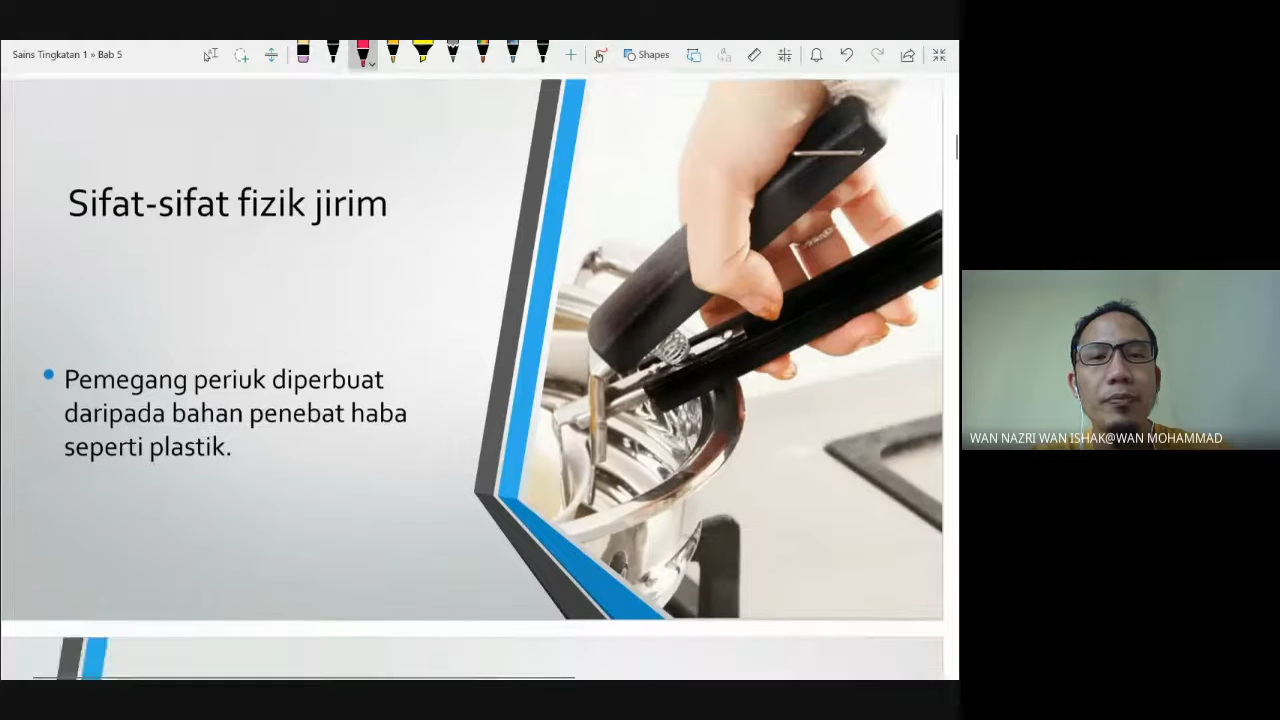 Sains Tingkatan 1 » Bab 5
Shapes
Sifat-sifat fizik jirim
Pemegang periuk diperbuat
daripada bahan penebat haba
seperti plastik.
WAN NAZRI WAN ISHAK@WAN MOHAMMAD